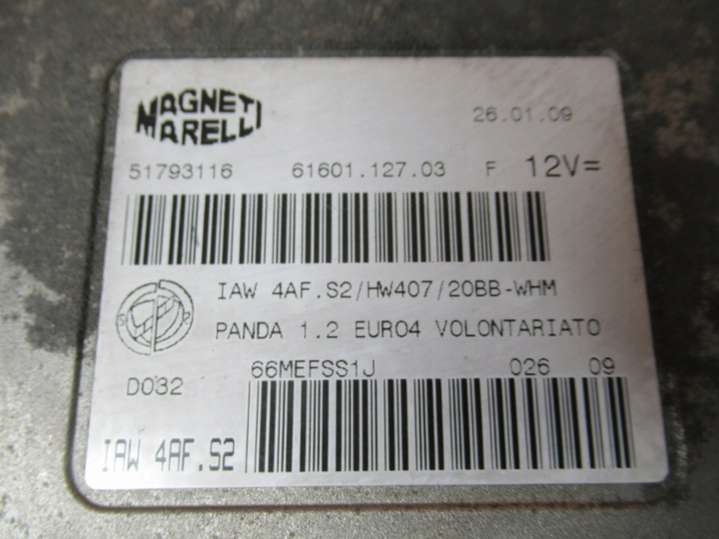 MAGNETI
MARELLI
26.01.09
51793116 61601.127.03 F 12V=
IAW 4AF.S2/HW407/20BB-WHM
PANDA 1.2 EURO4 VOLONTARIATO
66MEFSS1J 026 09
D032
IAW 4AF.S2